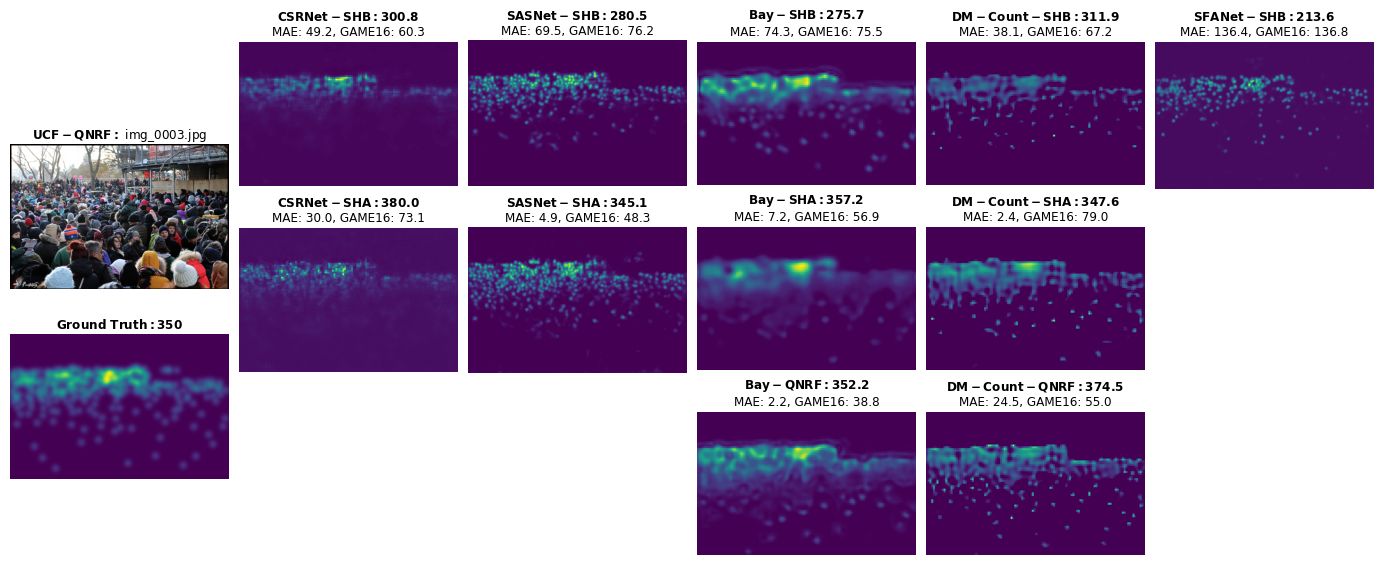 CSRNet − SHB : 300.8
MAE: 49.2, GAME16: 60.3
SASNet − SHB : 280.5
MAE: 69.5, GAME16: 76.2
Bay − SHB : 275.7
MAE: 74.3, GAME16: 75.5
DM − Count − SHB : 311.9
MAE: 38.1, GAME16: 67.2
SFANet − SHB : 213.6
MAE: 136.4, GAME16: 136.8
UCF − QNRF : img_0003.jpg
CSRNet − SHA : 380.0
MAE: 30.0, GAME16: 73.1
SASNet − SHA : 345.1
MAE: 4.9, GAME16: 48.3
Bay − SHA : 357.2
MAE: 7.2, GAME16: 56.9
DM − Count − SHA : 347.6
MAE: 2.4, GAME16: 79.0
Ground Truth : 350
Bay − QNRF : 352.2
MAE: 2.2, GAME16: 38.8
DM − Count − QNRF : 374.5
MAE: 24.5, GAME16: 55.0